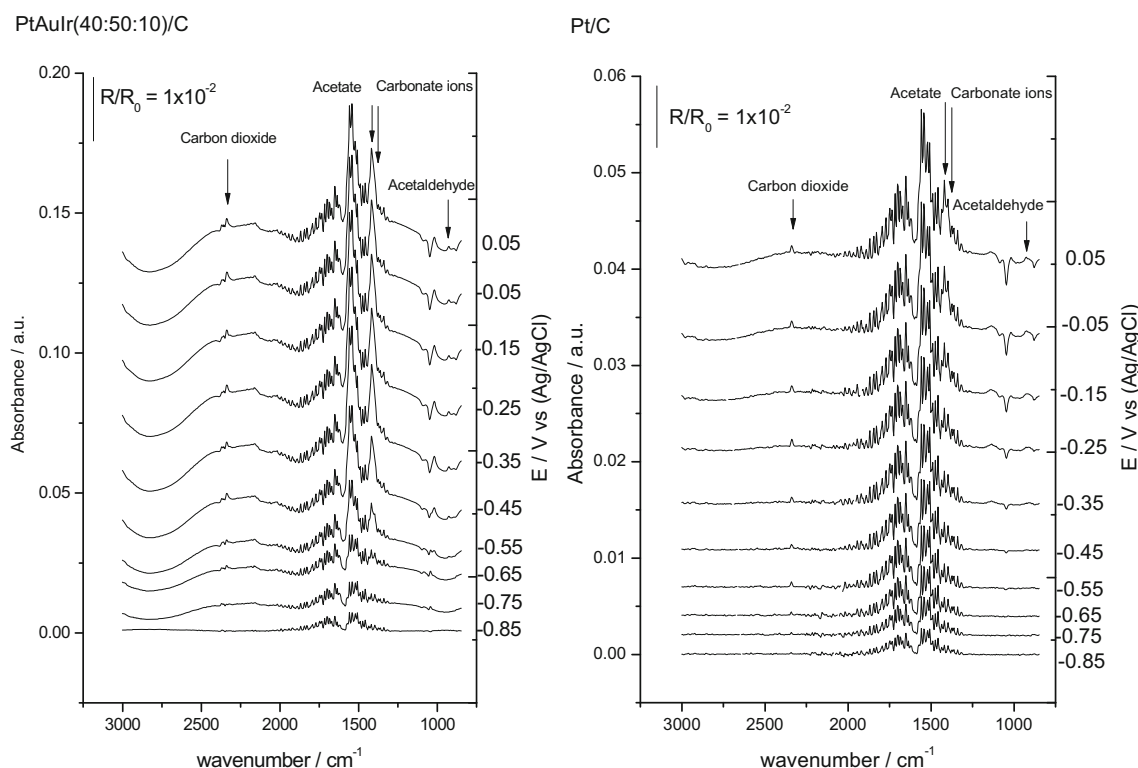 PtAuIr(40:50:10)/C
R/R0 = 1x10-2
Acetate
Carbonate ions
Carbon dioxide
Acetaldehyde
0.20
0.15
0.10
0.05
0.00
Absorbance / a.u.
0.05
-0.05
-0.15
-0.25
-0.35
-0.45
-0.55
-0.65
-0.75
-0.85
E / V vs (Ag/AgCl)
3000 2500 2000 1500 1000
wavenumber / cm-1
Pt/C
R/R0 = 1x10-2
Acetate
Carbonate ions
Carbon dioxide
Acetaldehyde
0.06
0.05
0.04
0.03
0.02
0.01
0.00
Absorbance / a.u.
0.05
-0.05
-0.15
-0.25
-0.35
-0.45
-0.55
-0.65
-0.75
-0.85
E / V vs (Ag/AgCl)
3000 2500 2000 1500 1000
wavenumber / cm-1